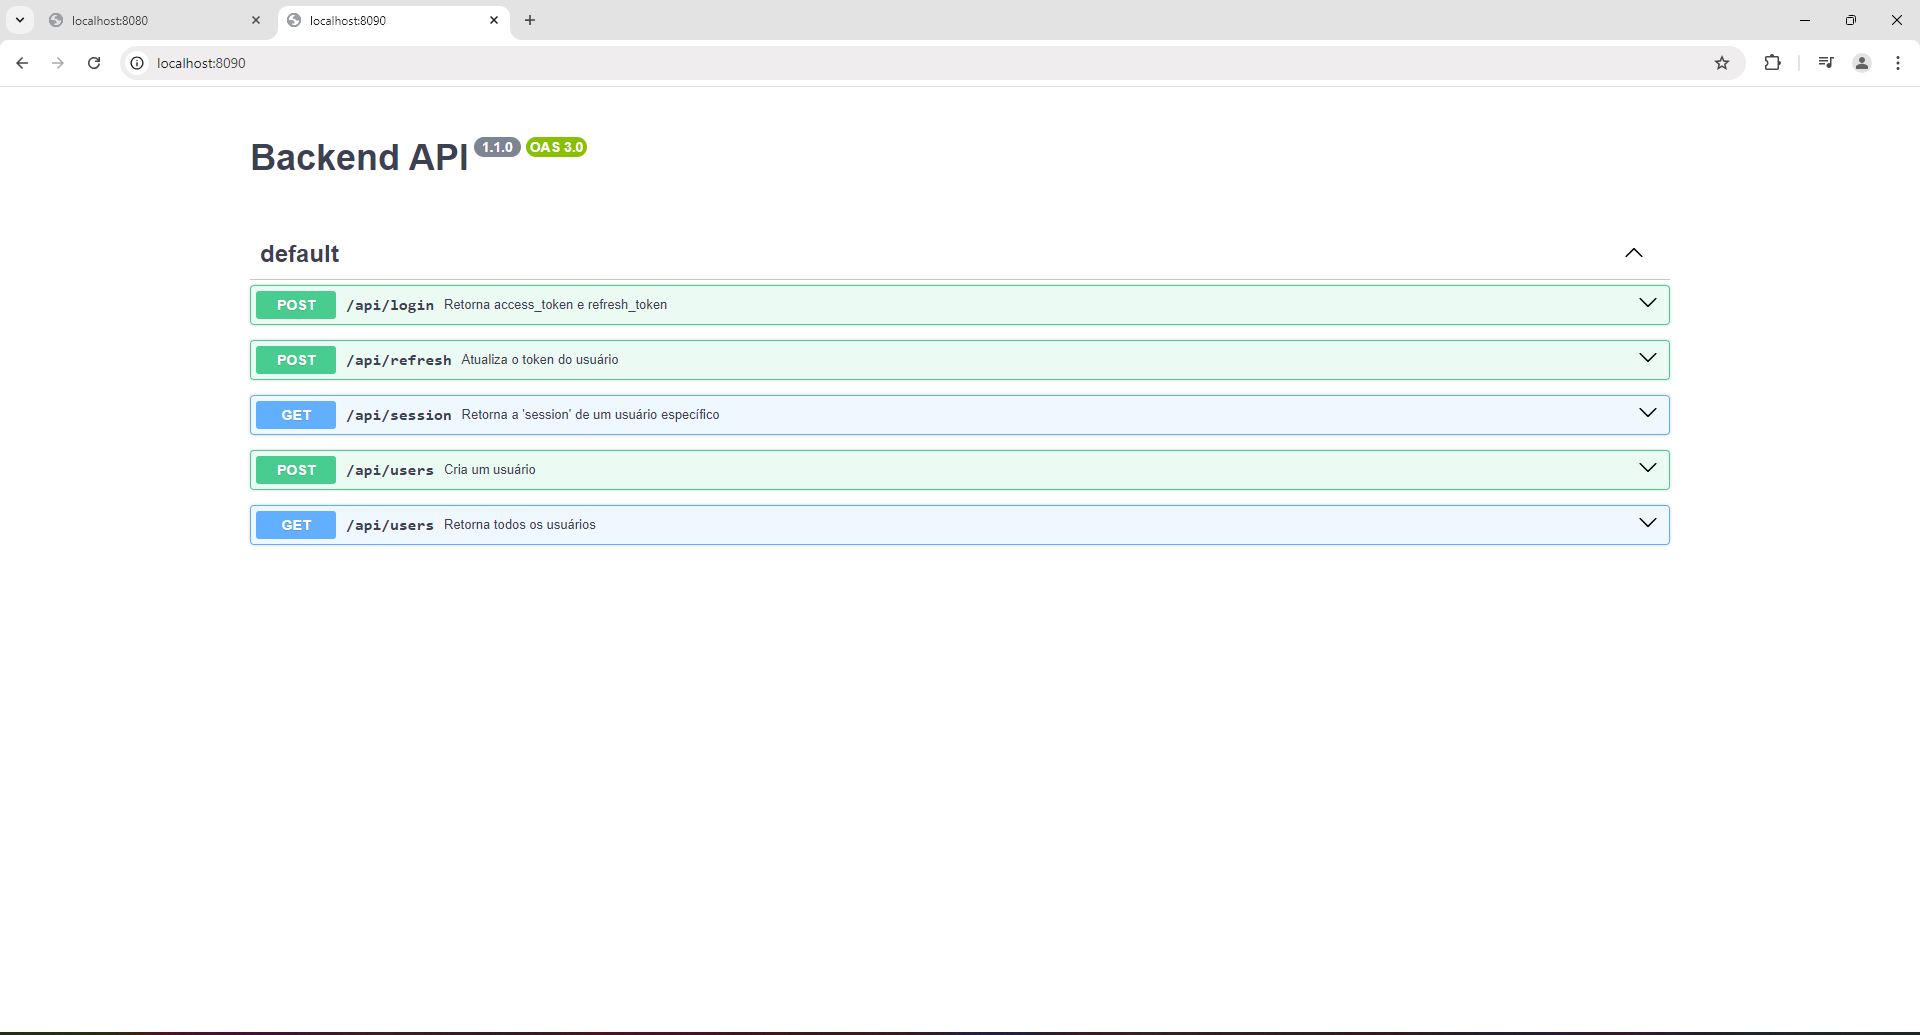 localhost:8080
localhost:8090
localhost:8090
Backend API 1.1.0 OAS 3.0
default
POST /api/login Retorna access_token e refresh_token
POST /api/refresh Atualiza o token do usuário
GET /api/session Retorna a 'session' de um usuário específico
POST /api/users Cria um usuário
GET /api/users Retorna todos os usuários